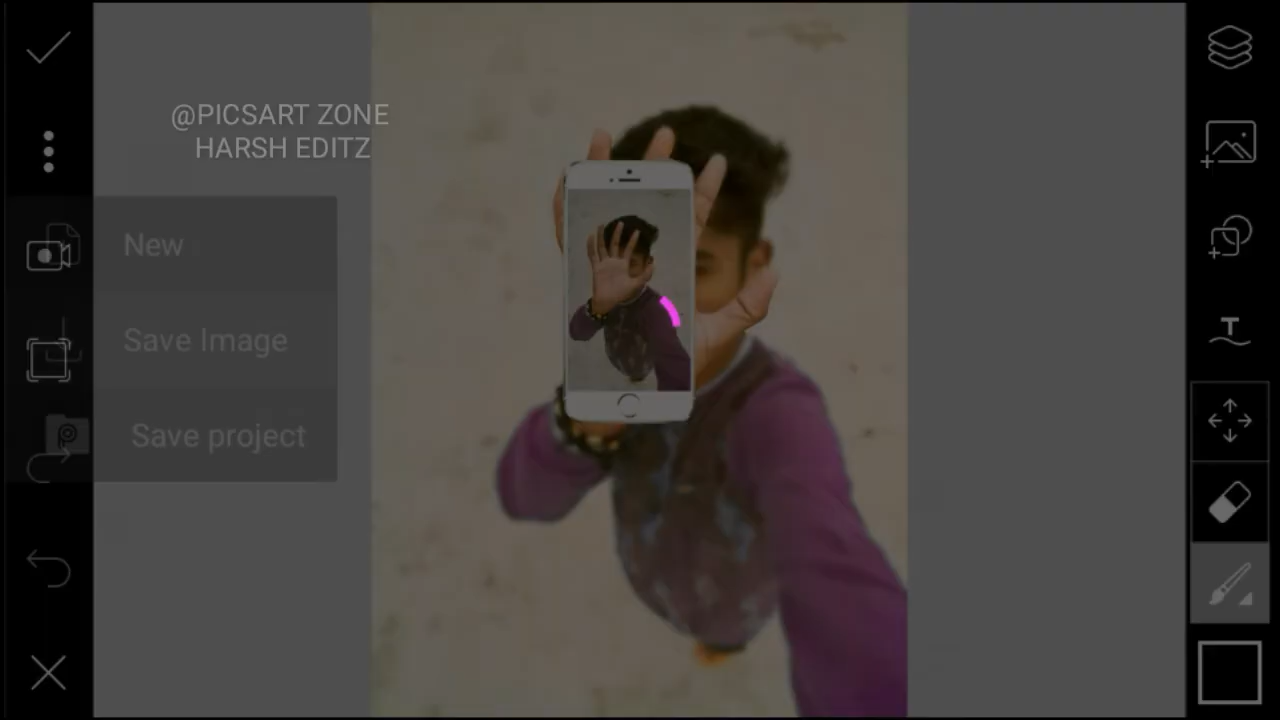 @PICSART ZONE
HARSH EDITZ
New
Save Image
Save project